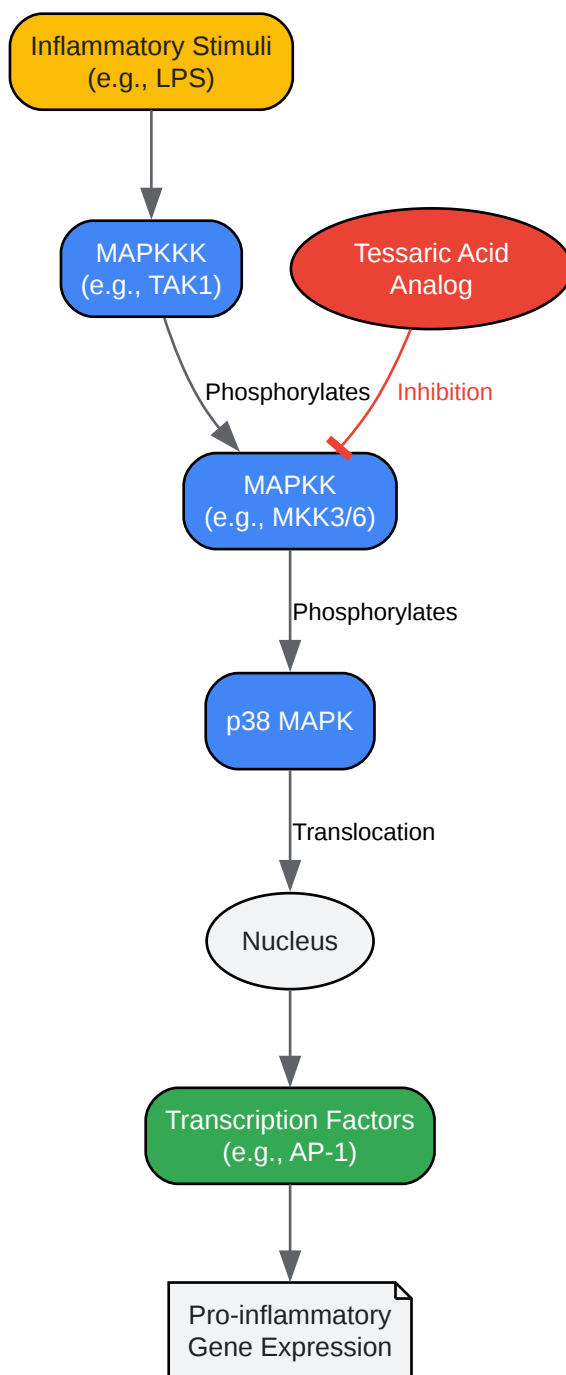 Inflammatory Stimuli
(e.g., LPS)
MAPKKK
(e.g., TAK1)
Tessaric Acid
Analog
Phosphorylates
Inhibition
MAPKK
(e.g., MKK3/6)
Phosphorylates
p38 MAPK
Translocation
Nucleus
Transcription Factors
(e.g., AP-1)
Pro-inflammatory
Gene Expression